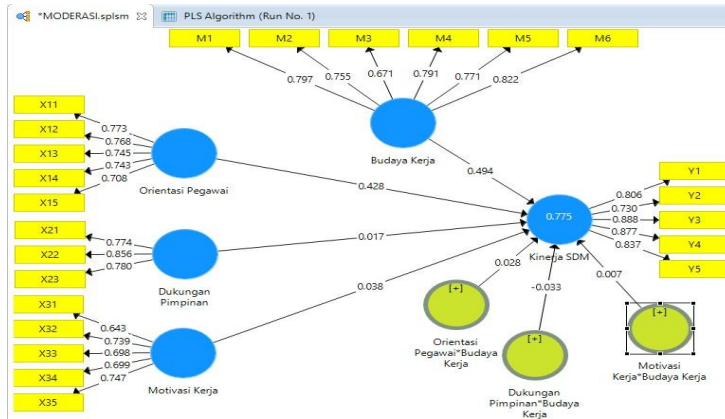 *MODERASI.splsm
PLS Algorithm (Run No. 1)
M1 M2 M3 M4 M5 M6
0.797 0.755 0.671 0.791 0.771 0.822
Budaya Kerja
0.494
X11
X12
X13
X14
X15
0.773
0.768
0.745
0.743
0.708
Orientasi Pegawai
0.428
X21
X22
X23
0.774
0.856
0.780
Dukungan
Pimpinan
0.017
X31
X32
X33
X34
X35
0.643
0.739
0.698
0.699
0.747
Motivasi Kerja
0.038
0.775
Kinerja SDM
0.806
0.730
0.888
0.877
0.837
Y1
Y2
Y3
Y4
Y5
0.028
-0.033
0.007
[+]
Orientasi
Pegawai*Budaya
Kerja
[+]
Dukungan
Pimpinan*Budaya
Kerja
[+]
Motivasi
Kerja*Budaya Kerja